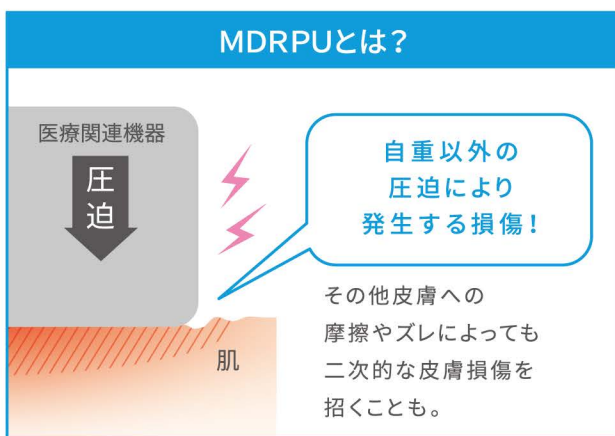 MDRPUとは？
医療関連機器
圧迫
自重以外の
圧迫により
発生する損傷！
その他皮膚への
摩擦やズレによっても
二次的な皮膚損傷を
招くことも。
肌